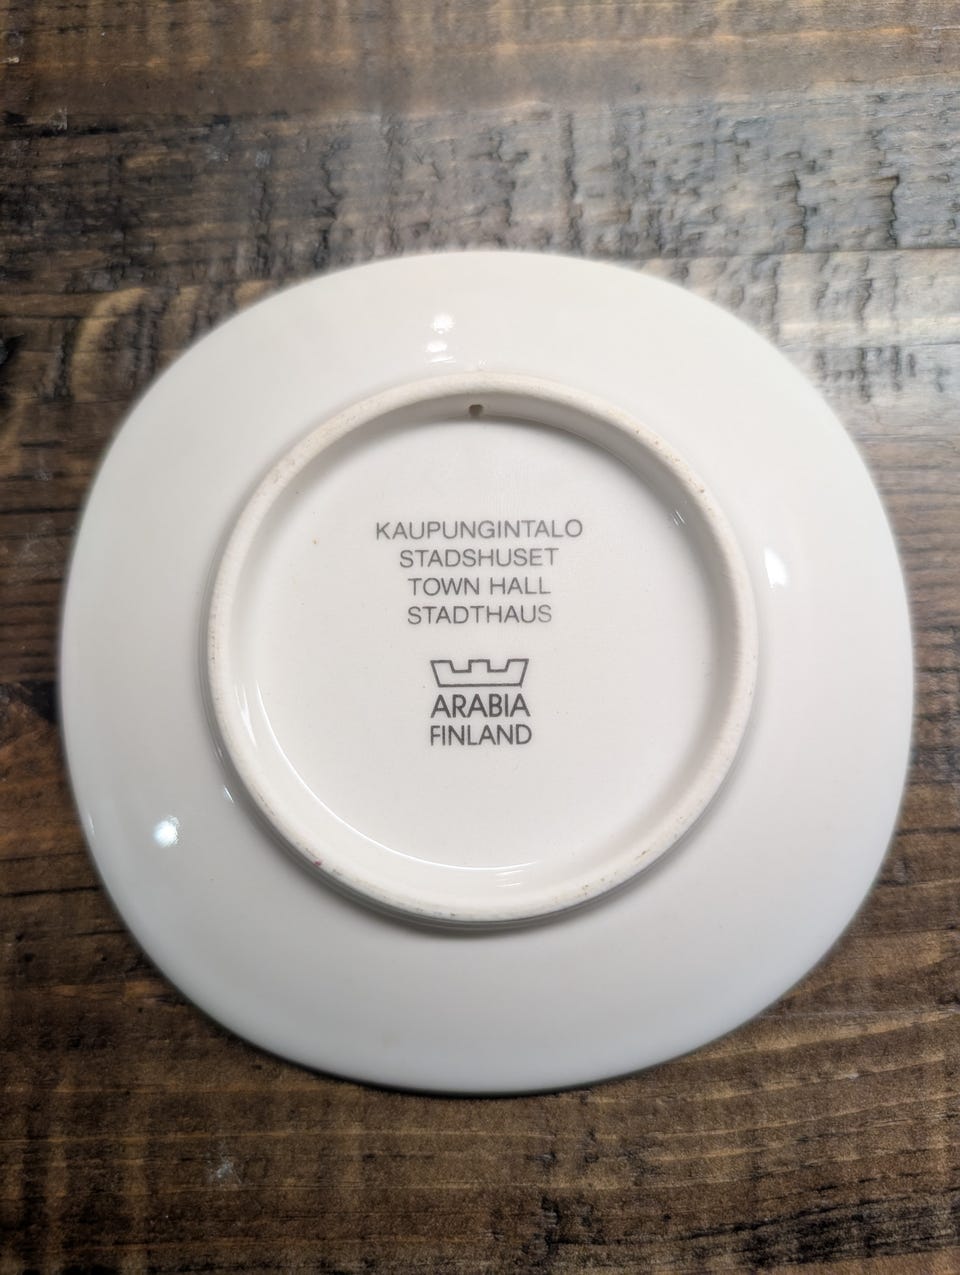 KAUPUNGINTALO
STADSHUSET
TOWN HALL
STADTHAUS
ARABIA
FINLAND